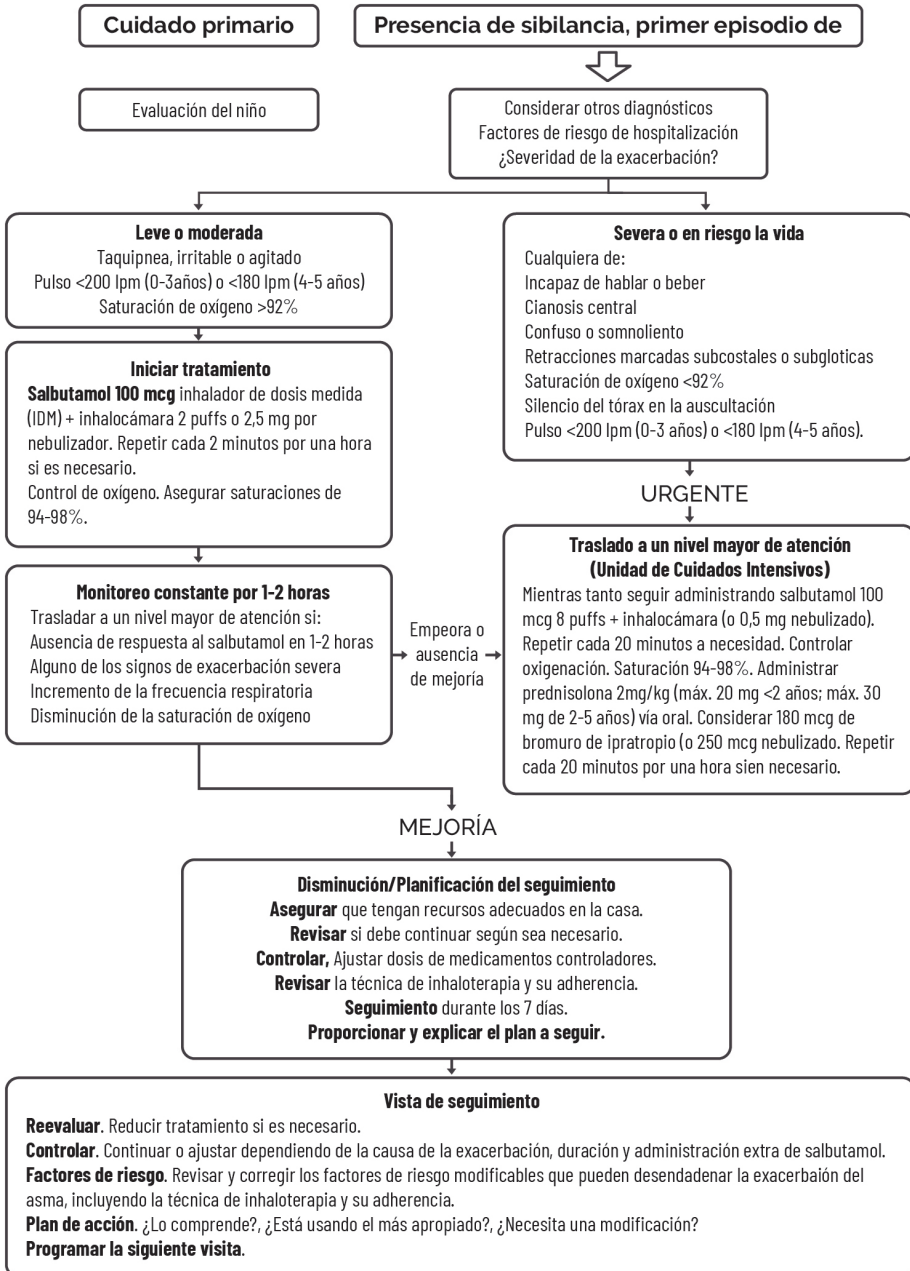 Cuidado primario
Presencia de sibilancia, primer episodio de
Evaluación del niño
Considerar otros diagnósticos
Factores de riesgo de hospitalización
¿Severidad de la exacerbación?
Leve o moderada
Taquipnea, irritable o agitado
Pulso <200 lpm (0-3años) o <180 lpm (4-5 años)
Saturación de oxígeno >92%
Severa o en riesgo la vida
Cualquiera de:
Incapaz de hablar o beber
Cianosis central
Confuso o somnoliento
Retracciones marcadas subcostales o subgloticas
Saturación de oxígeno <92%
Silencio del tórax en la auscultación
Pulso <200 lpm (0-3 años) o <180 lpm (4-5 años).
Iniciar tratamiento
Salbutamol 100 mcg inhalador de dosis medida
(IDM) + inhalocámara 2 puffs o 2,5 mg por
nebulizador. Repetir cada 2 minutos por una hora
si es necesario.
Control de oxígeno. Asegurar saturaciones de
94-98%.
URGENTE
Traslado a un nivel mayor de atención
(Unidad de Cuidados Intensivos)
Mientras tanto seguir administrando salbutamol 100
mcg 8 puffs + inhalocámara (o 0,5 mg nebulizado).
Repetir cada 20 minutos a necesidad. Controlar
oxigenación. Saturación 94-98%. Administrar
prednisolona 2mg/kg (máx. 20 mg <2 años; máx. 30
mg de 2-5 años) vía oral. Considerar 180 mcg de
bromuro de ipratropio (o 250 mcg nebulizado. Repetir
cada 20 minutos por una hora sien necesario.
Monitoreo constante por 1-2 horas
Trasladar a un nivel mayor de atención si:
Ausencia de respuesta al salbutamol en 1-2 horas
Alguno de los signos de exacerbación severa
Incremento de la frecuencia respiratoria
Disminución de la saturación de oxígeno
Empeora o
ausencia
de mejoría
MEJORÍA
Disminución/Planificación del seguimiento
Asegurar que tengan recursos adecuados en la casa.
Revisar si debe continuar según sea necesario.
Controlar, Ajustar dosis de medicamentos controladores.
Revisar la técnica de inhaloterapia y su adherencia.
Seguimiento durante los 7 días.
Proporcionar y explicar el plan a seguir.
Vista de seguimiento
Reevaluar. Reducir tratamiento si es necesario.
Controlar. Continuar o ajustar dependiendo de la causa de la exacerbación, duración y administración extra de salbutamol.
Factores de riesgo. Revisar y corregir los factores de riesgo modificables que pueden desendadenar la exacerbaión del
asma, incluyendo la técnica de inhaloterapia y su adherencia.
Plan de acción. ¿Lo comprende?, ¿Está usando el más apropiado?, ¿Necesita una modificación?
Programar la siguiente visita.